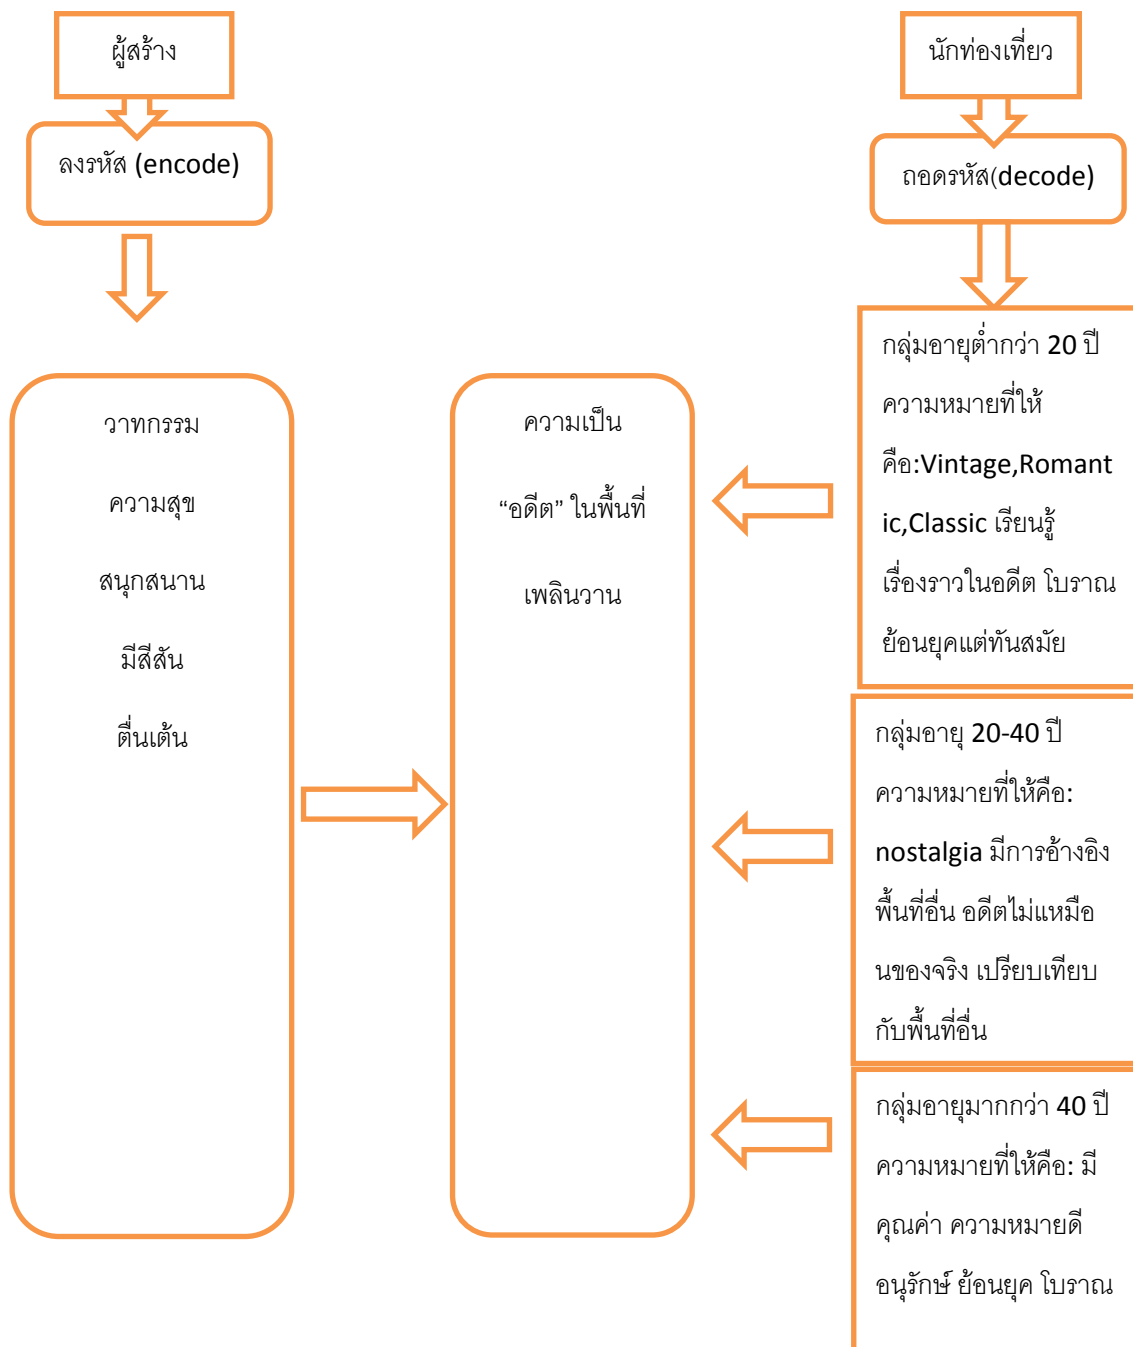 ผู้สร้าง
ลงรหัส (encode)
วาทกรรม
ความสุข
สนุกสนาน
มีสีสัน
ตื่นเต้น
ความเป็น
“อดีต” ในพื้นที่
เพลินวาน
นักท่องเที่ยว
ถอดรหัส(decode)
กลุ่มอายุต่ำกว่า 20 ปี
ความหมายที่ให้
คือ:Vintage,Romant
ic,Classic เรียนรู้
เรื่องราวในอดีต โบราณ
ย้อนยุคแต่ทันสมัย
กลุ่มอายุ 20-40 ปี
ความหมายที่ให้คือ:
nostalgia มีการอ้างอิง
พื้นที่อื่น อดีตไม่แหมือ
นของจริง เปรียบเทียบ
กับพื้นที่อื่น
กลุ่มอายุมากกว่า 40 ปี
ความหมายที่ให้คือ: มี
คุณค่า ความหมายดี
อนุรักษ์ ย้อนยุค โบราณ